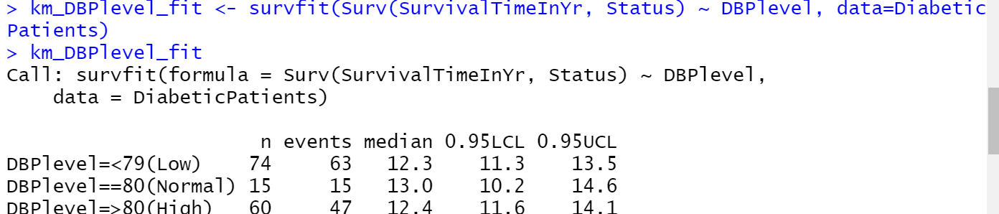 > km_DBPlevel_fit <- survfit(Surv(SurvivalTimeInYr, Status) ~ DBPlevel, data=Diabetic
Patients)
> km_DBPlevel_fit
Call: survfit(formula = Surv(SurvivalTimeInYr, Status) ~ DBPlevel,
    data = DiabeticPatients)
                      n events median 0.95LCL 0.95UCL
DBPlevel=<79(Low)    74     63   12.3    11.3    13.5
DBPlevel==80(Normal) 15     15   13.0    10.2    14.6
DBPlevel=>80(High)   60     47   12.4    11.6    14.1